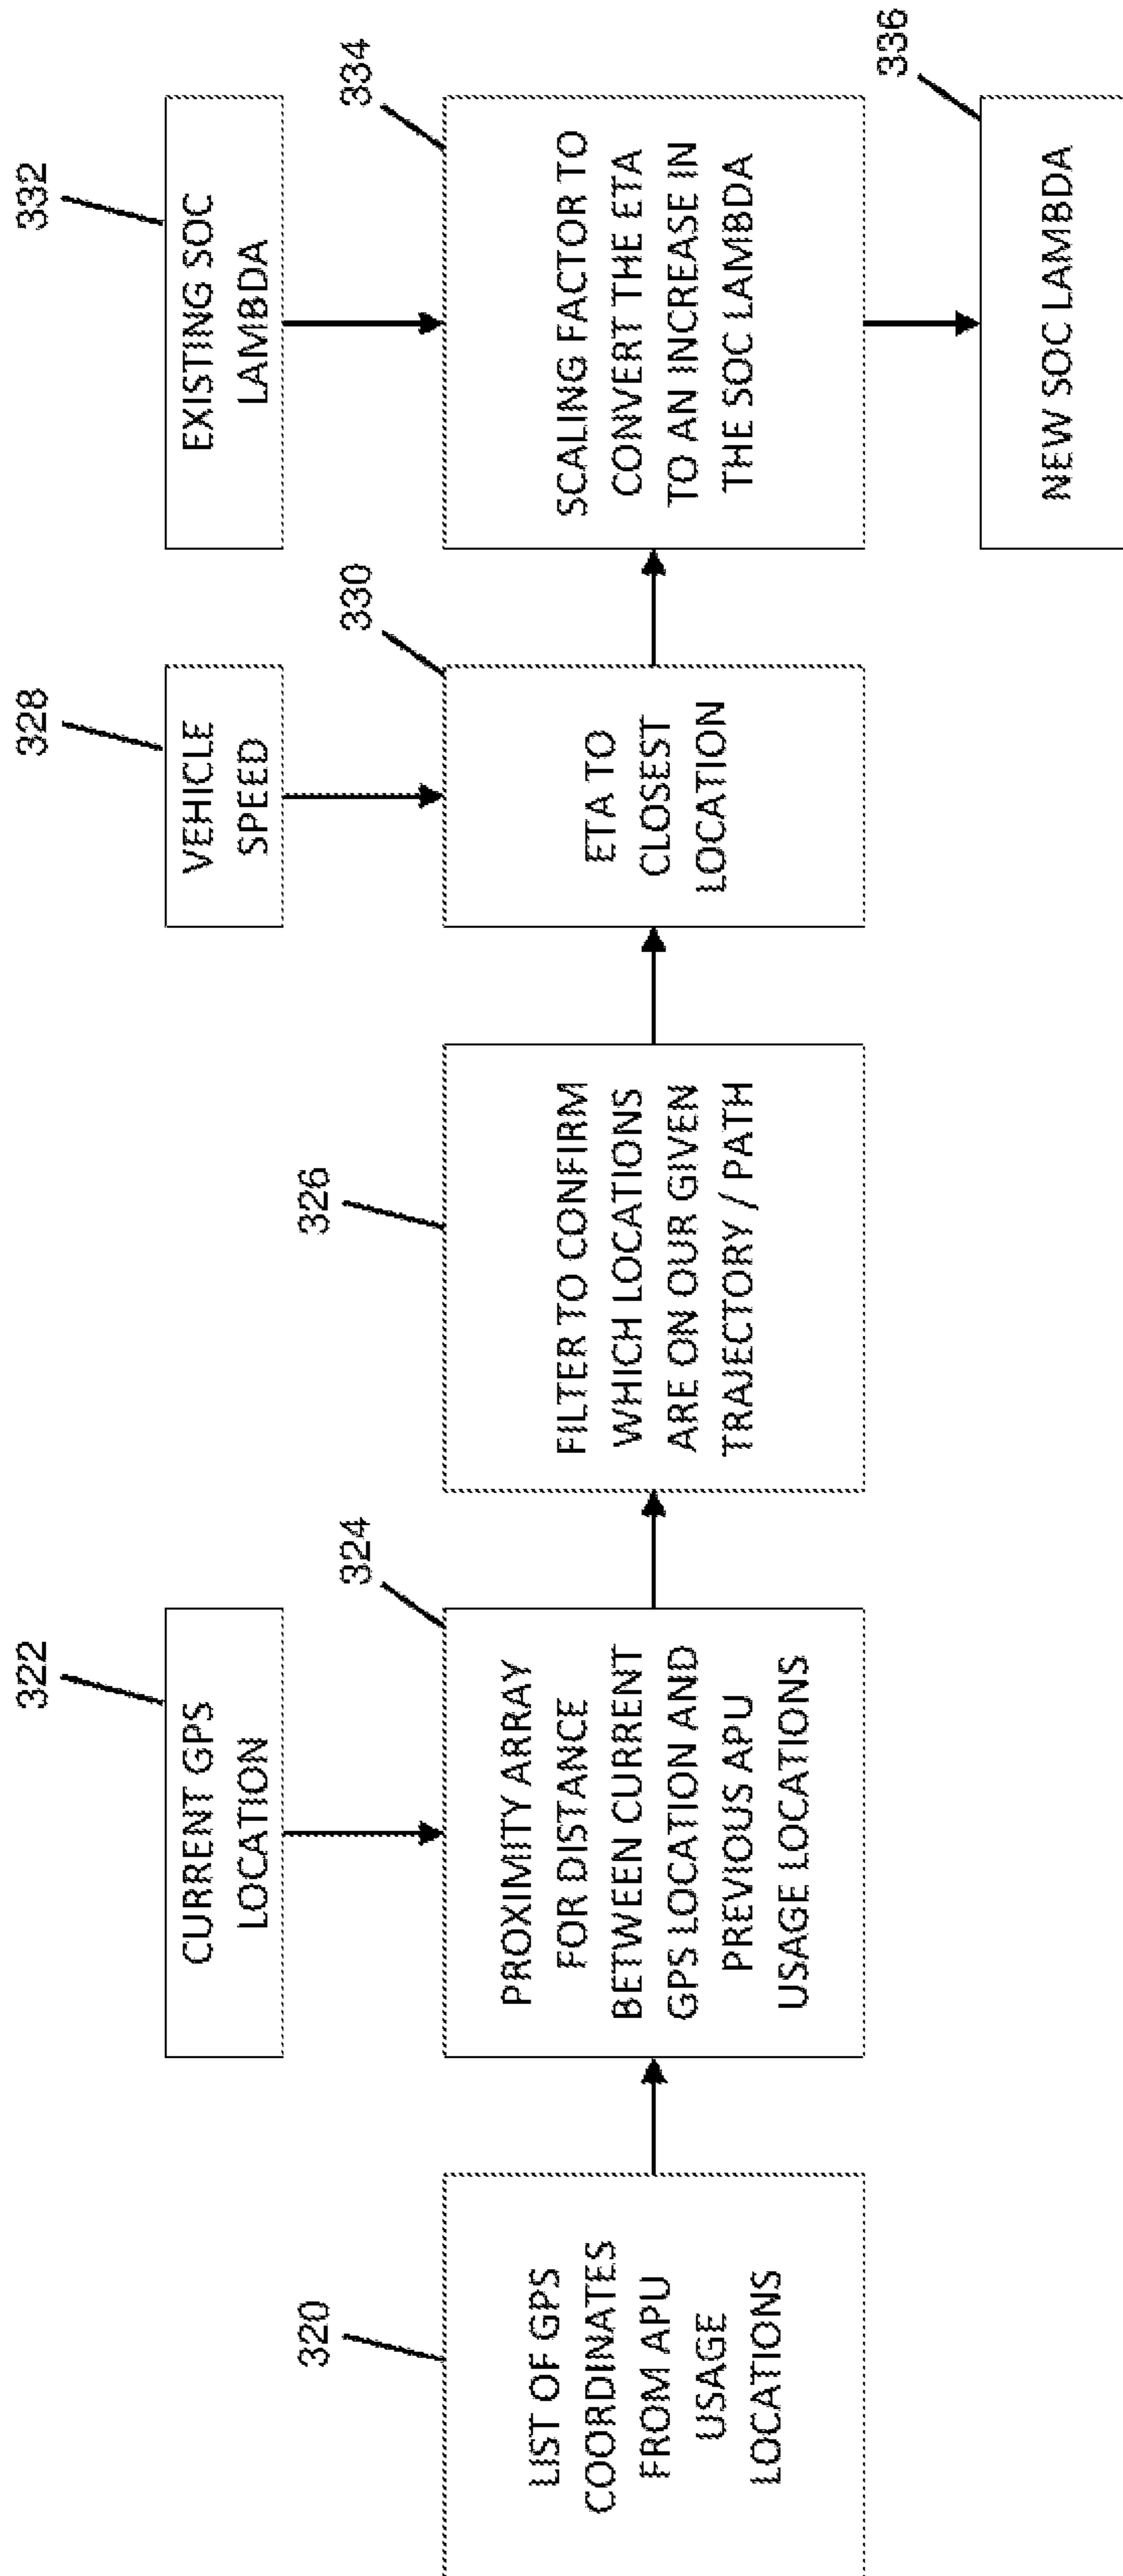 320
LIST OF GPS
COORDINATES
FROM APU
USAGE
LOCATIONS
322
CURRENT GPS
LOCATION
324
PROXIMITY ARRAY
FOR DISTANCE
BETWEEN CURRENT
GPS LOCATION AND
PREVIOUS APU
USAGE LOCATIONS
326
FILTER TO CONFIRM
WHICH LOCATIONS
ARE ON OUR GIVEN
TRAJECTORY / PATH
328
VEHICLE
SPEED
330
ETA TO
CLOSEST
LOCATION
332
EXISTING SOC
LAMBDA
334
SCALING FACTOR TO
CONVERT THE ETA
TO AN INCREASE IN
THE SOC LAMBDA
336
NEW SOC LAMBDA